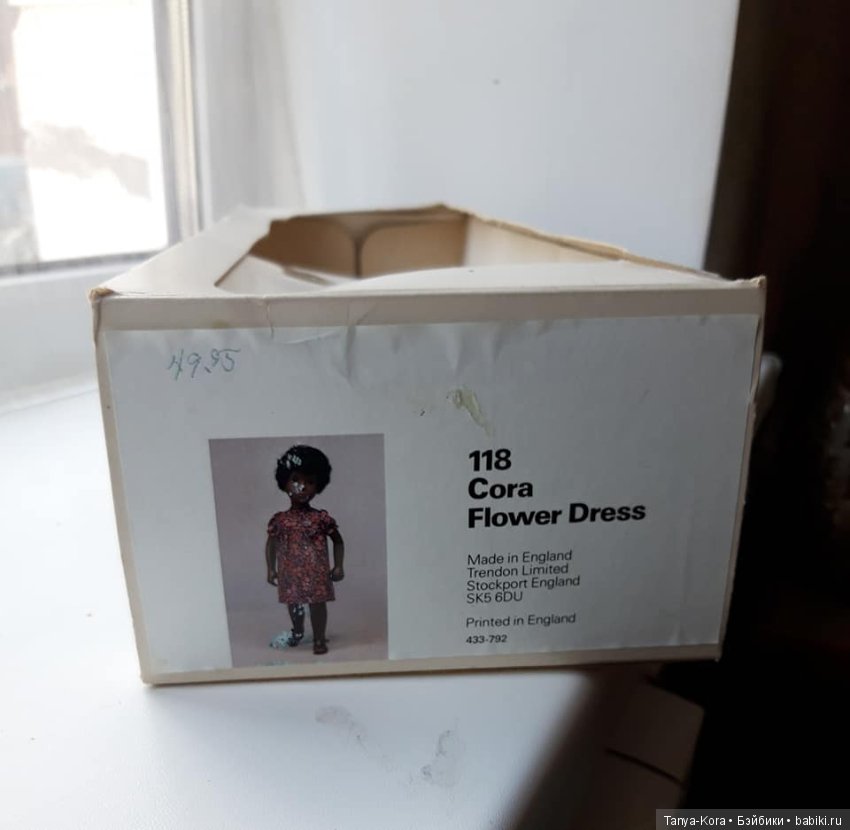 49.95
118
Cora
Flower Dress
Made in England
Trendon Limited
Stockport England
SK5 6DU
Printed in England
433-792
Tanya-Kora • Бэйбики • babiki.ru